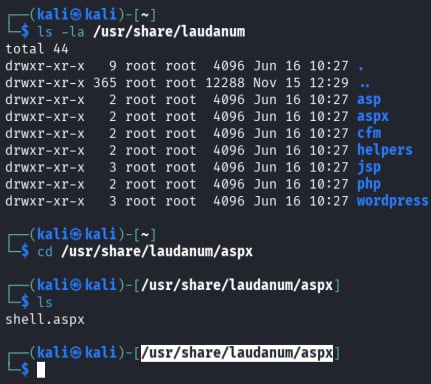 ┌──(kali㉿kali)-[~]
└─$ ls -la /usr/share/laudanum
total 44
drwxr-xr-x   9 root root  4096 Jun 16 10:27 .
drwxr-xr-x 365 root root 12288 Nov 15 12:29 ..
drwxr-xr-x   2 root root  4096 Jun 16 10:27 asp
drwxr-xr-x   2 root root  4096 Jun 16 10:27 aspx
drwxr-xr-x   2 root root  4096 Jun 16 10:27 cfm
drwxr-xr-x   2 root root  4096 Jun 16 10:27 helpers
drwxr-xr-x   3 root root  4096 Jun 16 10:27 jsp
drwxr-xr-x   2 root root  4096 Jun 16 10:27 php
drwxr-xr-x   3 root root  4096 Jun 16 10:27 wordpress
┌──(kali㉿kali)-[~]
└─$ cd /usr/share/laudanum/aspx
┌──(kali㉿kali)-[/usr/share/laudanum/aspx]
└─$ ls
shell.aspx
┌──(kali㉿kali)-[/usr/share/laudanum/aspx]
└─$